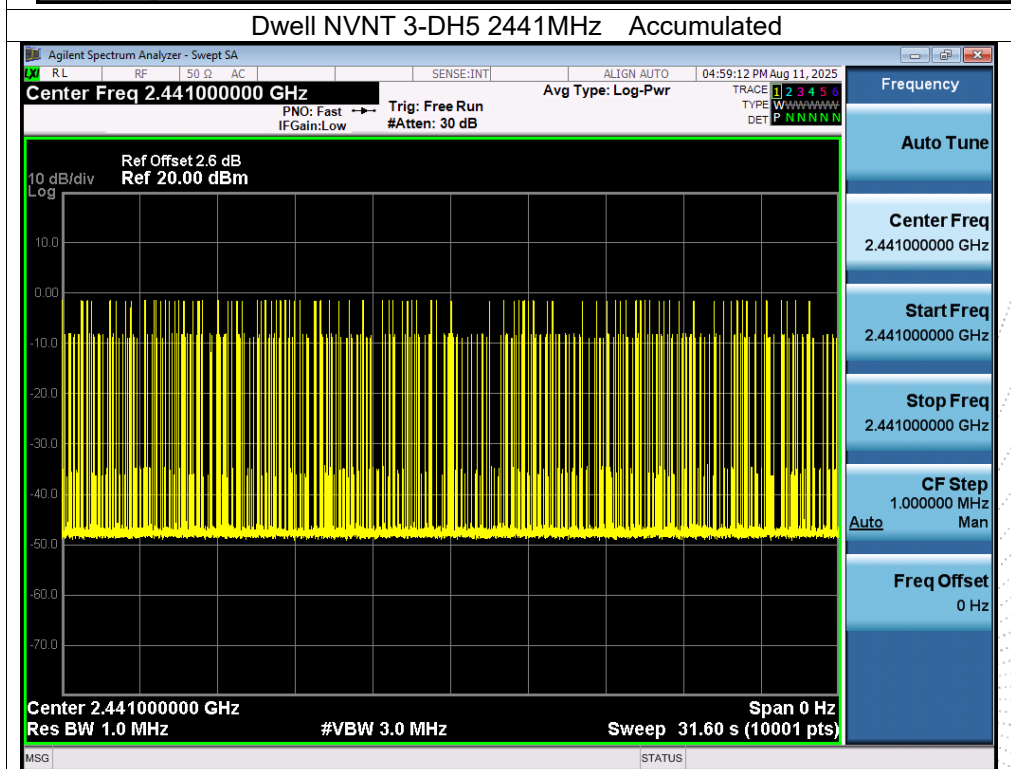 Dwell NVNT 3-DH5 2441MHz Accumulated
Agilent Spectrum Analyzer - Swept SA
LXI RL RF 50 Ω AC SENSE:INT ALIGN AUTO 04:59:12 PM Aug 11, 2025
Center Freq 2.441000000 GHz
PNO: Fast
IFGain:Low
Trig: Free Run
#Atten: 30 dB
Avg Type: Log-Pwr
TRACE 1 2 3 4 5 6
TYPE WWWWWWW
DET P N N N N N
Ref Offset 2.6 dB
10 dB/div Ref 20.00 dBm
Log
10.0
0.00
-10.0
-20.0
-30.0
-40.0
-50.0
-60.0
-70.0
Center 2.441000000 GHz
Span 0 Hz
Res BW 1.0 MHz
#VBW 3.0 MHz
Sweep 31.60 s (10001 pts)
MSG
STATUS
Frequency
Auto Tune
Center Freq
2.441000000 GHz
Start Freq
2.441000000 GHz
Stop Freq
2.441000000 GHz
CF Step
1.000000 MHz
Auto Man
Freq Offset
0 Hz